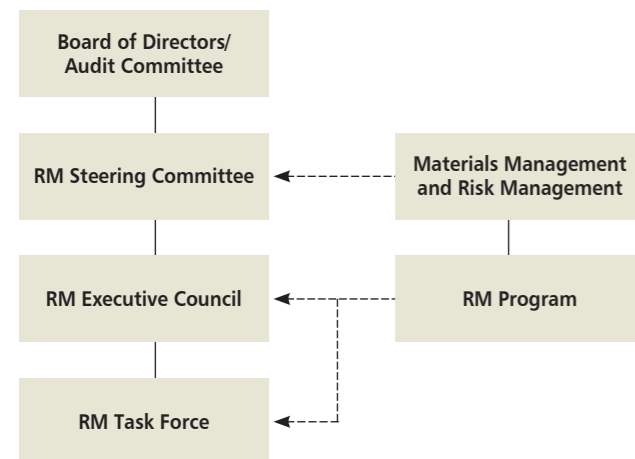 Board of Directors/
Audit Committee
RM Steering Committee
Materials Management
and Risk Management
RM Executive Council
RM Program
RM Task Force